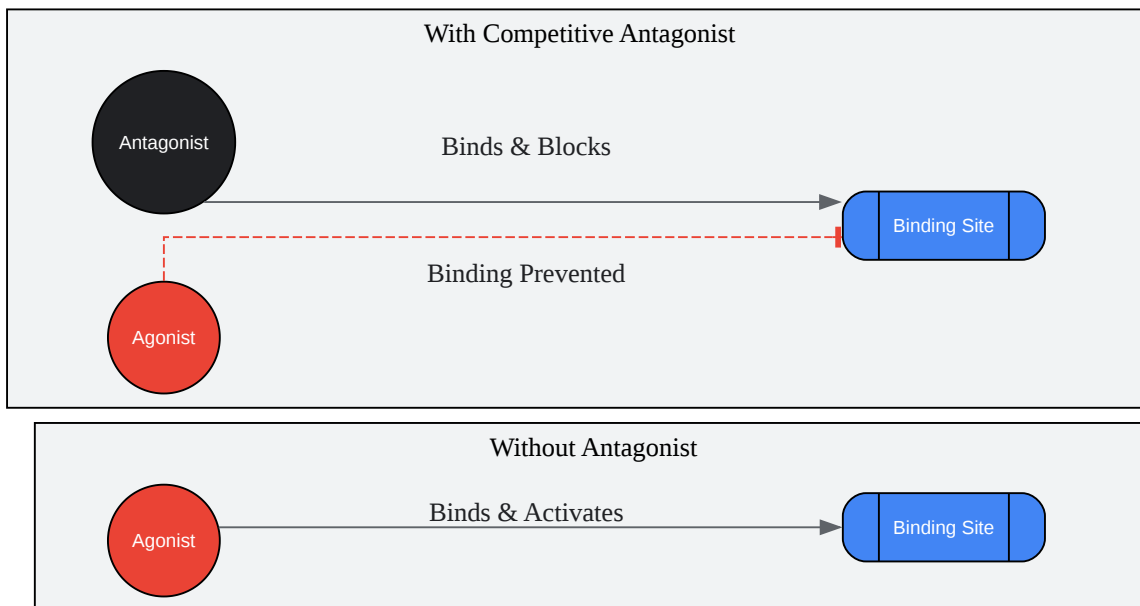 With Competitive Antagonist
Antagonist
Binds & Blocks
Binding Site
Binding Prevented
Agonist
Without Antagonist
Binds & Activates
Agonist
Binding Site